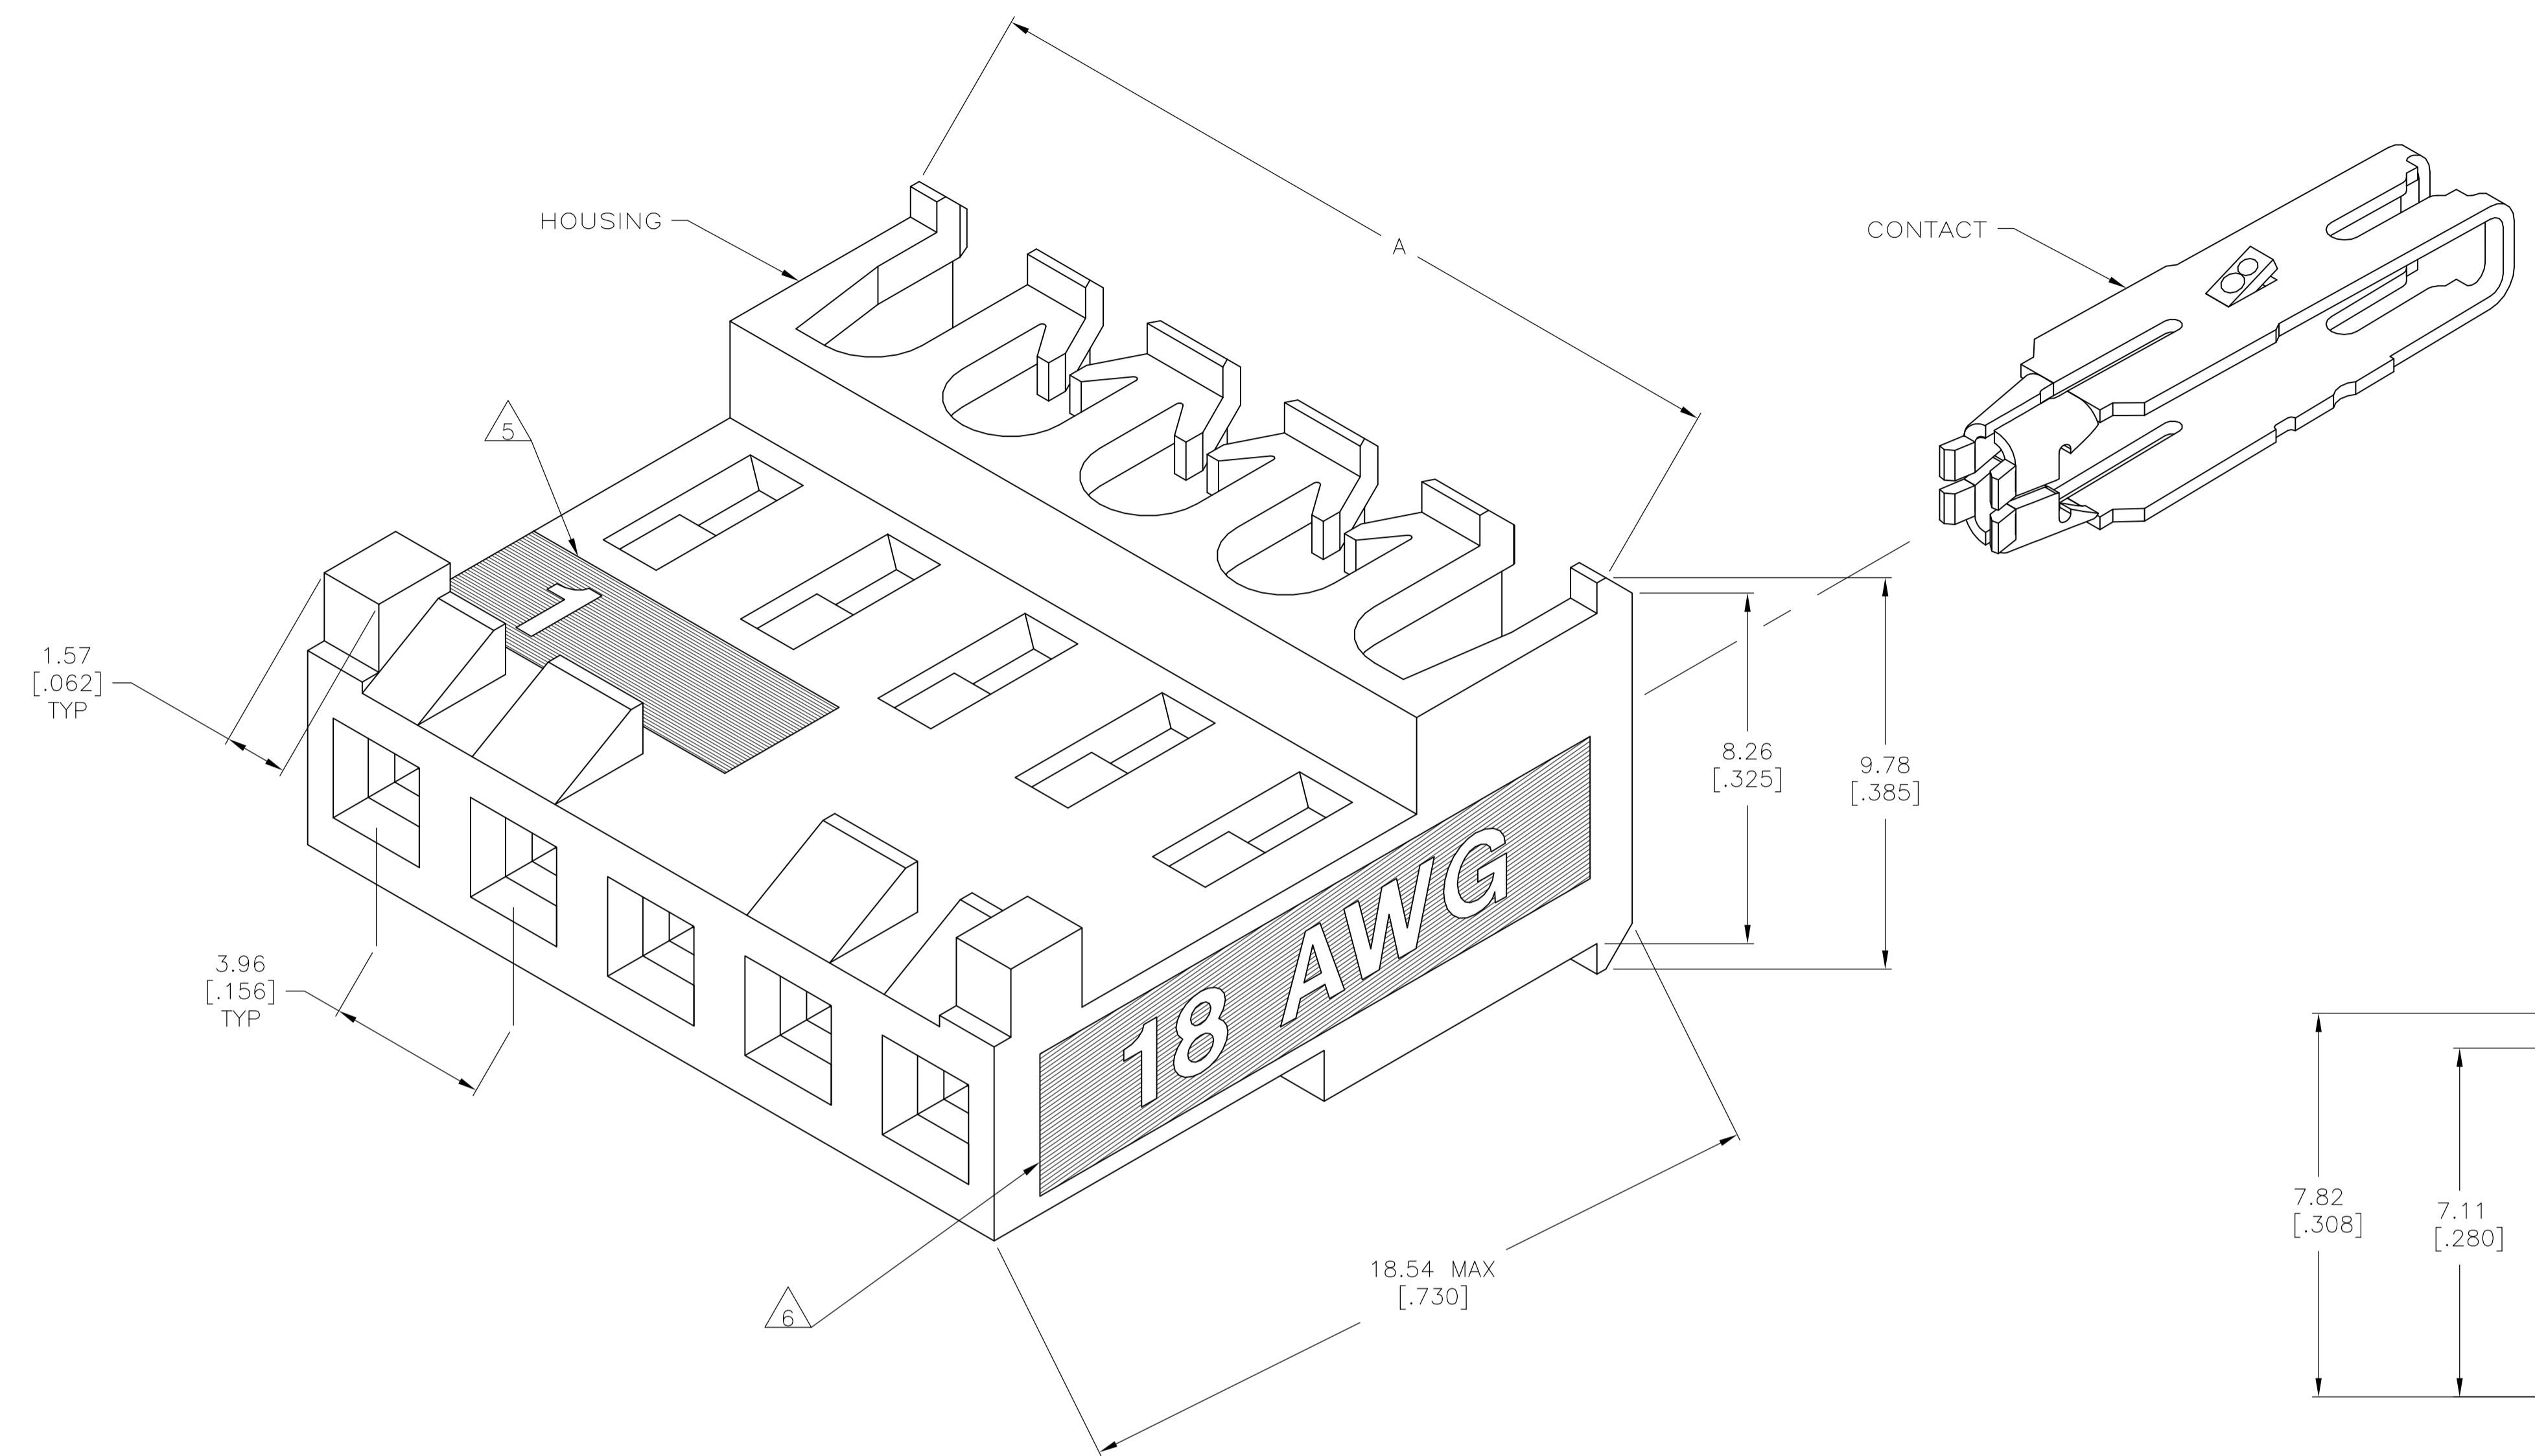 A
HOUSING
CONTACT
5
1
1.57
[.062]
TYP
8.26
[.325]
9.78
[.385]
18 AWG
3.96
[.156]
TYP
7.82
[.308]
7.11
[.280]
18.54 MAX
[.730]
6